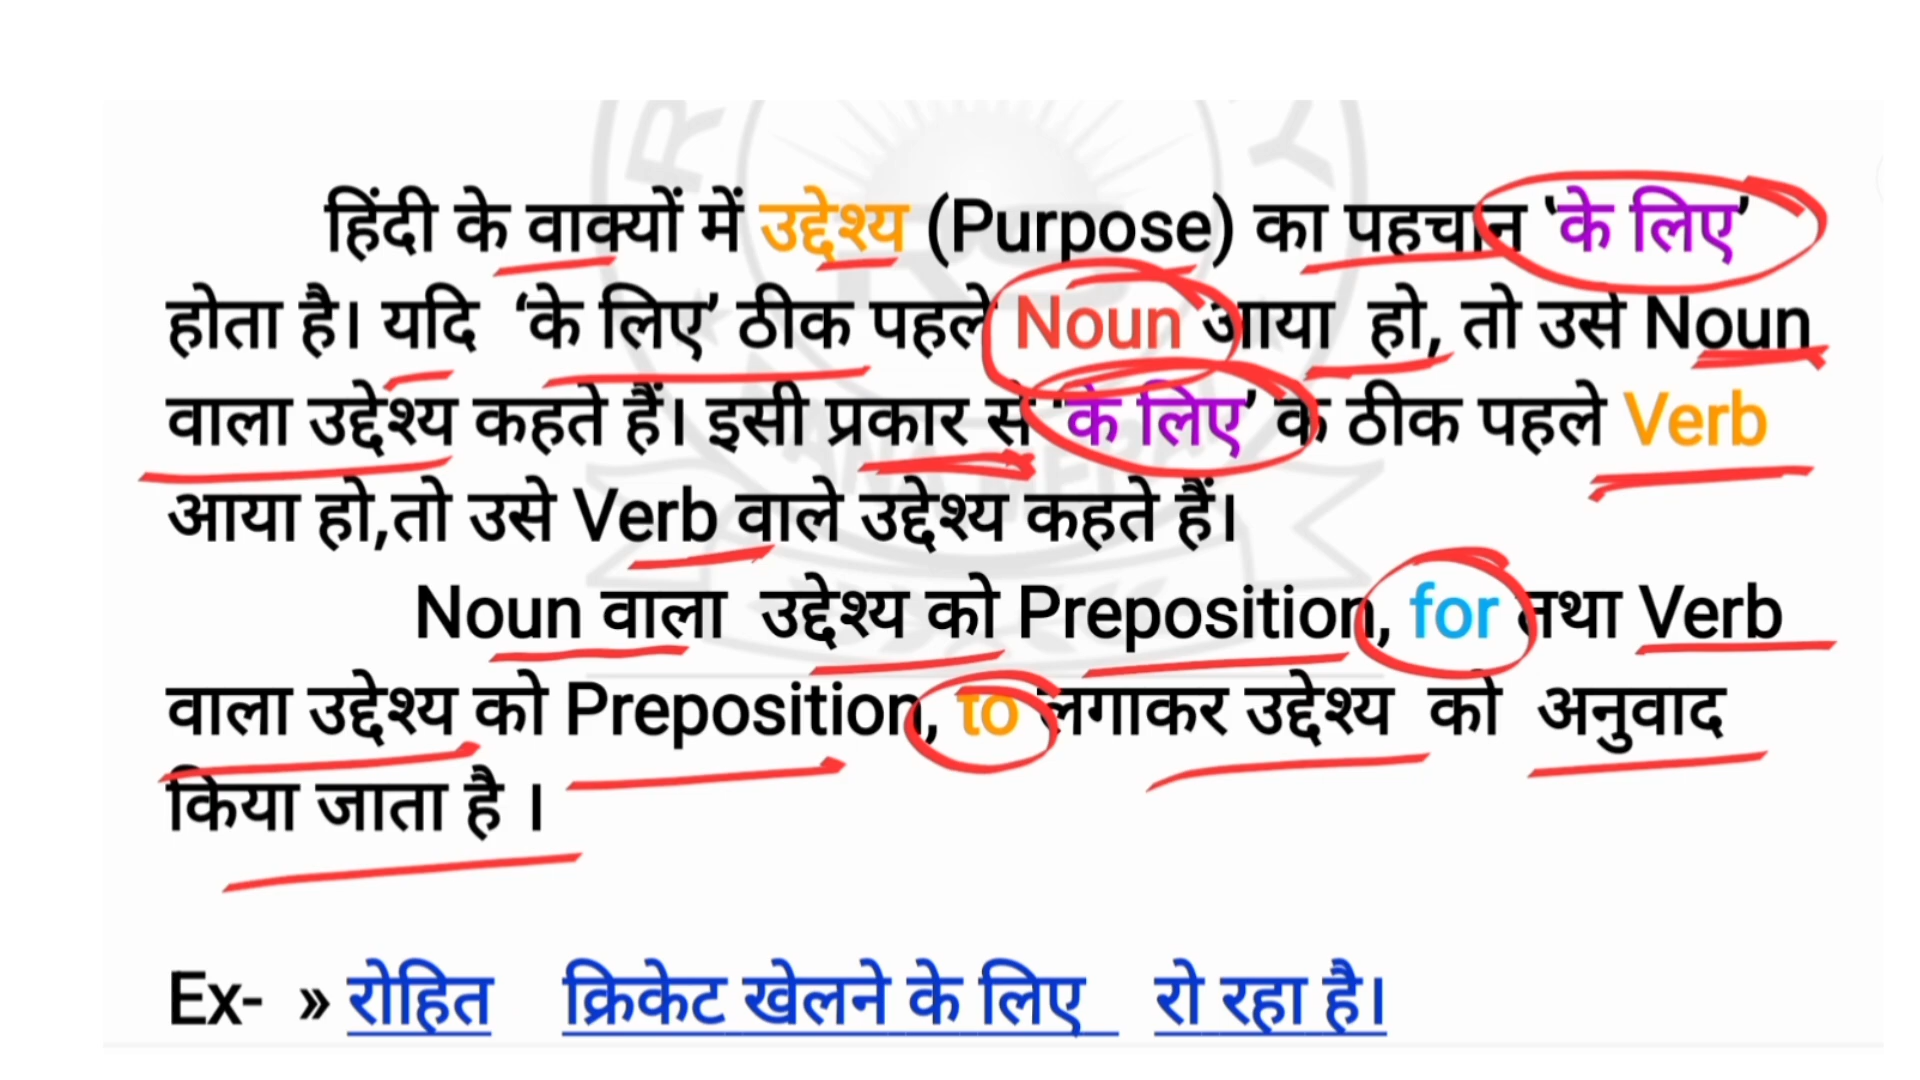 हिंदी के वाक्यों में उद्देश्य (Purpose) का पहचान 'के लिए'
होता है। यदि 'के लिए' ठीक पहले Noun आया हो, तो उसे Noun
वाला उद्देश्य कहते हैं। इसी प्रकार से 'के लिए' के ठीक पहले Verb
आया हो,तो उसे Verb वाले उद्देश्य कहते हैं।
Noun वाला उद्देश्य को Preposition, for तथा Verb
वाला उद्देश्य को Preposition, to लगाकर उद्देश्य को अनुवाद
किया जाता है ।
Ex- » रोहित क्रिकेट खेलने के लिए रो रहा है।